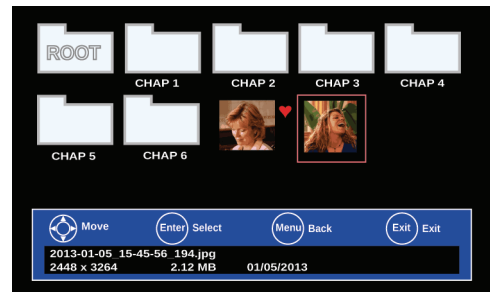 ROOT
CHAP 1 CHAP 2 CHAP 3 CHAP 4
CHAP 5 CHAP 6
Move Enter Select Menu Back Exit Exit
2013-01-05_15-45-56_194.jpg
2448 x 3264 2.12 MB 01/05/2013